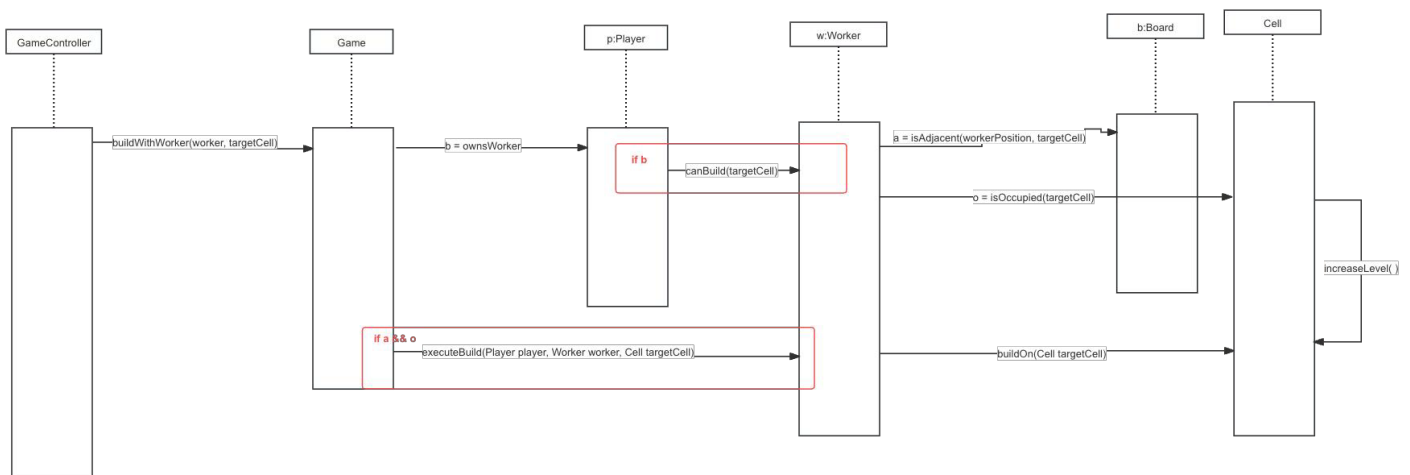 GameController
Game
p:Player
w:Worker
b:Board
Cell
buildWithWorker(worker, targetCell)
b = ownsWorker
if b
canBuild(targetCell)
a = isAdjacent(workerPosition, targetCell)
o = isOccupied(targetCell)
increaseLevel( )
if a && o
executeBuild(Player player, Worker worker, Cell targetCell)
buildOn(Cell targetCell)